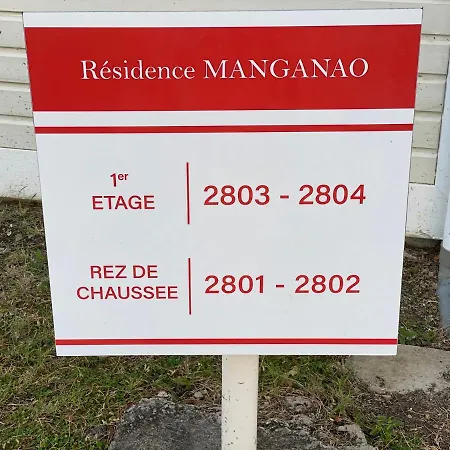 Résidence MANGANAO
1er
ETAGE
2803 - 2804
REZ DE
CHAUSSEE
2801 - 2802